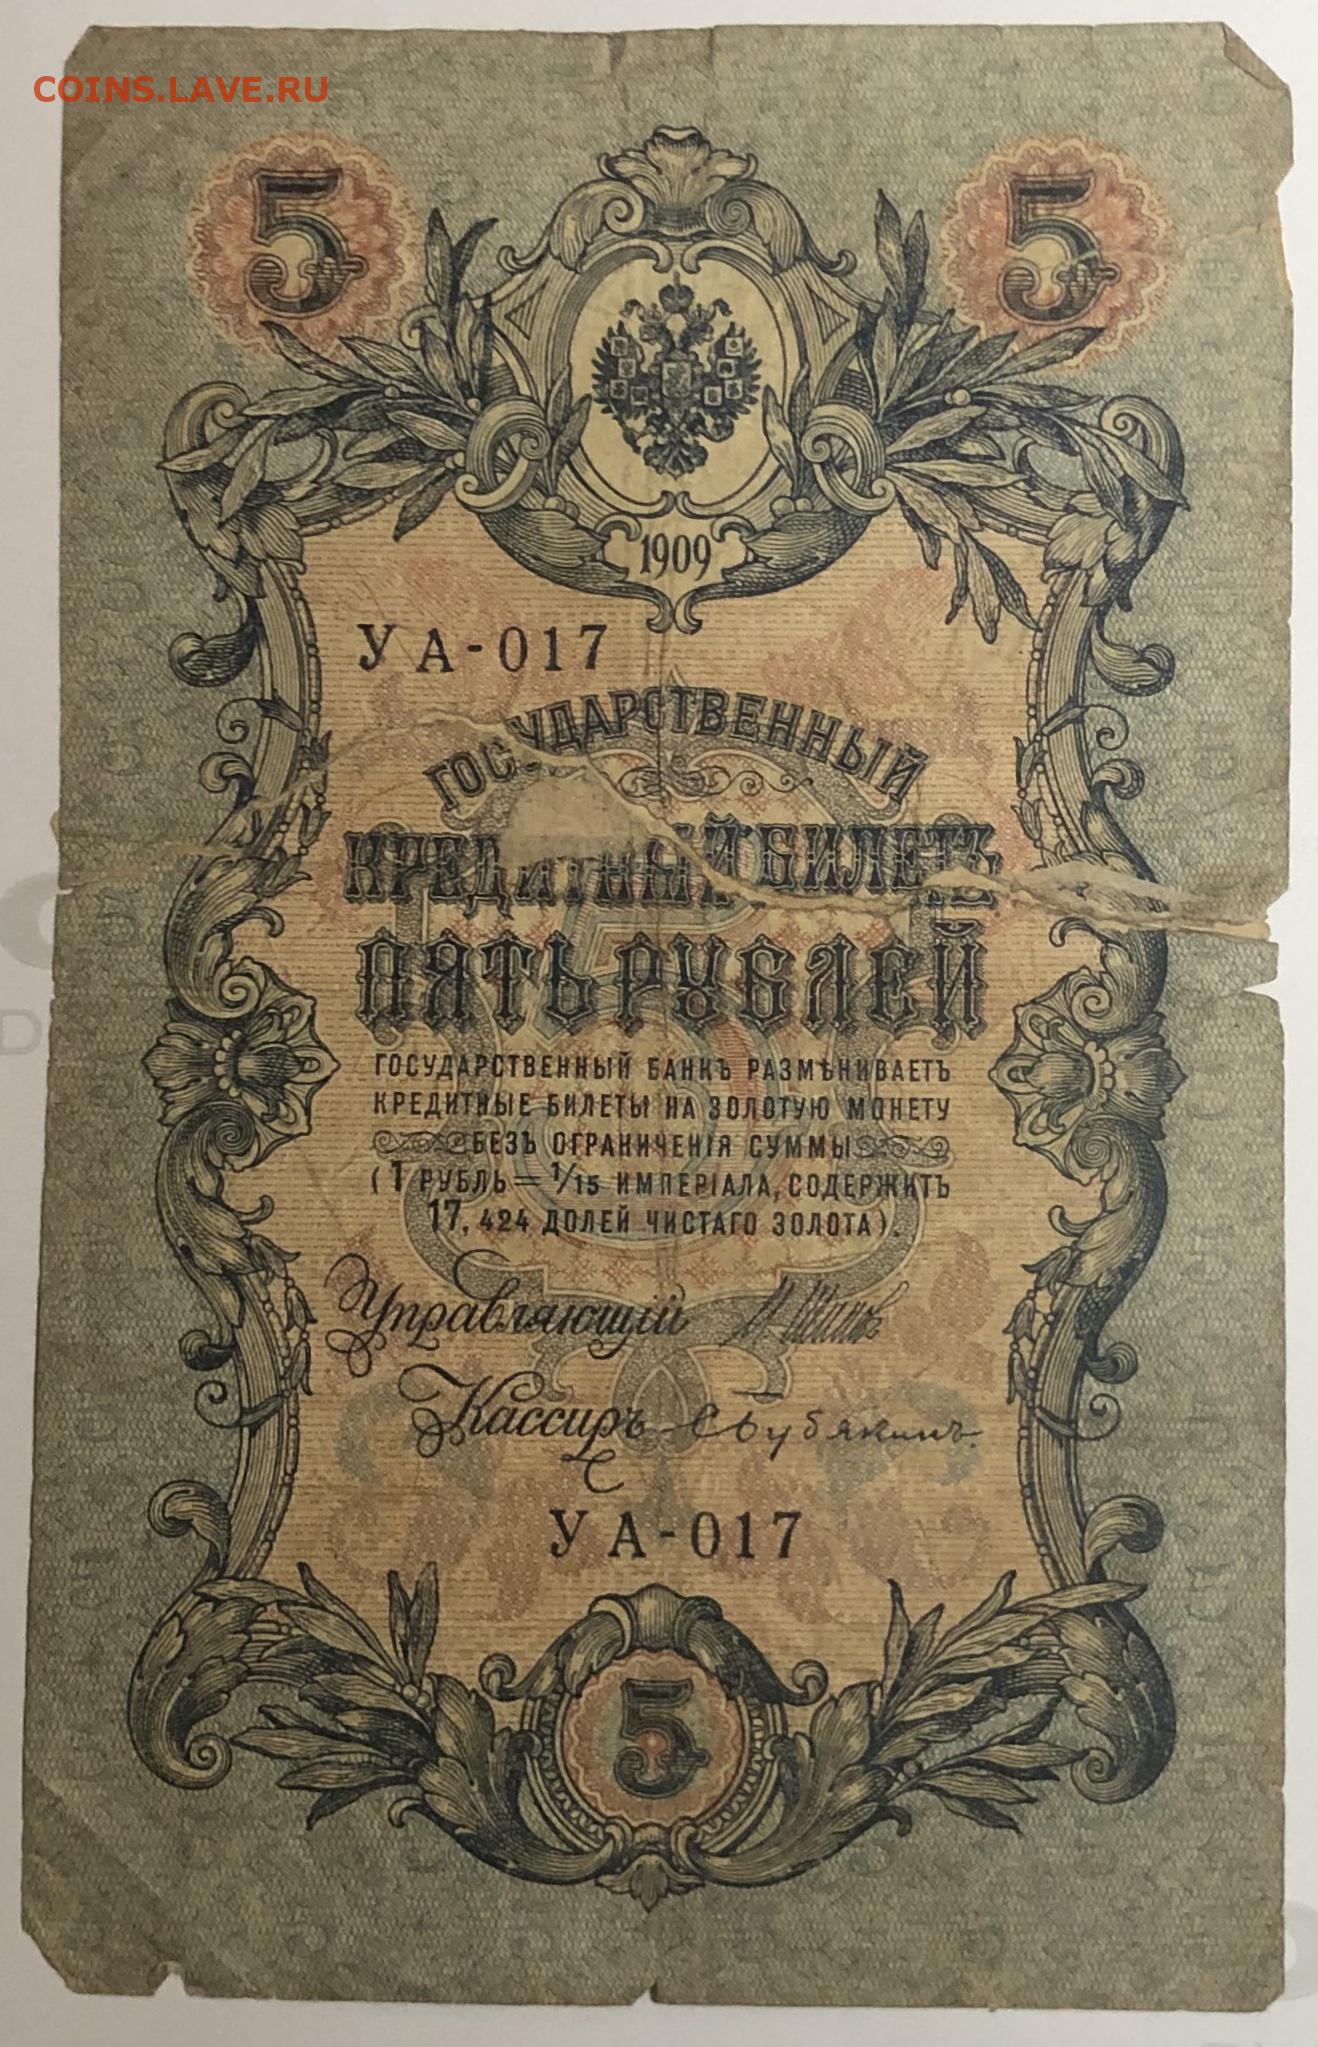 COINS.LAVE.RU
5 5
1909
УА-017
ГОСУДАРСТВЕННЫЙ
КРЕДИТНЫЙ БИЛЕТЪ
ПЯТЬ РУБЛЕЙ
ГОСУДАРСТВЕННЫЙ БАНКЪ РАЗМѢНИВАЕТЪ
КРЕДИТНЫЕ БИЛЕТЫ НА ЗОЛОТУЮ МОНЕТУ
БЕЗЪ ОГРАНИЧЕНІЯ СУММЫ
(1 РУБЛЬ = 1/15 ИМПЕРІАЛА, СОДЕРЖИТЪ
17,424 ДОЛЕЙ ЧИСТАГО ЗОЛОТА).
Управляющій И. Шипов
Кассиръ С Бубякинъ.
УА-017
5